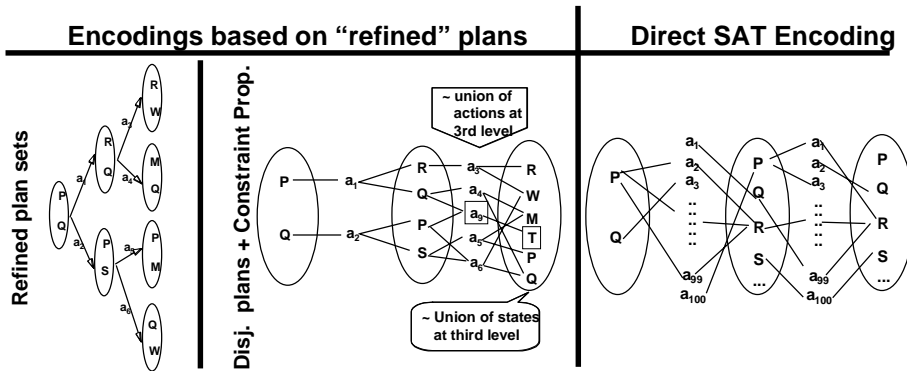 Encodings based on “refined” plans
Direct SAT Encoding
Refined plan sets
P
Q
a1
a2
R
Q
P
S
a3
a4
a5
a6
R
W
M
Q
P
M
Q
W
Disj. plans + Constraint Prop.
~ union of
actions at
3rd level
P
Q
a1
a2
R
Q
P
S
a3
a4
a9
a5
a6
R
W
M
T
P
Q
~ Union of states
at third level
P
Q
a1
a2
a3
::
::
a99
a100
P
Q
R
S
...
a1
a2
a3
::
::
a99
a100
P
Q
R
S
...